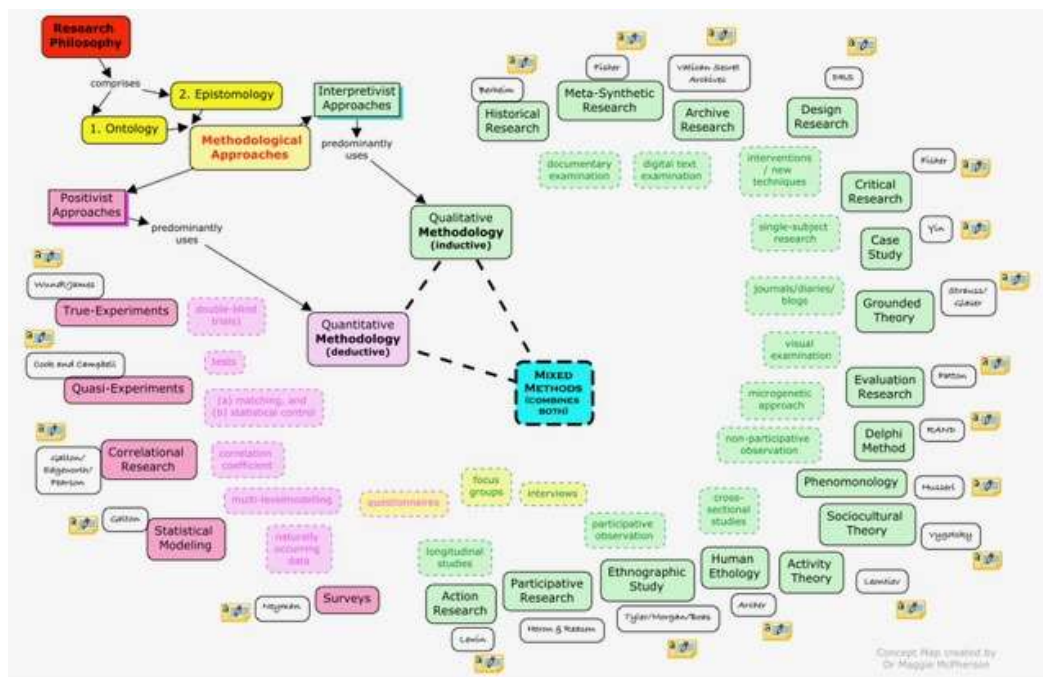 Research
Philosophy
comprises
2. Epistomology
1. Ontology
Methodological
Approaches
Interpretivist
Approaches
predominantly
uses
Positivist
Approaches
predominantly
uses
Qualitative
Methodology
(inductive)
Quantitative
Methodology
(deductive)
MIXED
METHODS
(COMBINES
BOTH)
Berheim
Historical
Research
Fisher
Meta-Synthetic
Research
Vatican Secret
Archives
Archive
Research
DRS
Design
Research
documentary
examination
digital text
examination
interventions
/ new
techniques
Fisher
Critical
Research
single-subject
research
Yin
Case
Study
journals/diaries/
blogs
Strauss/
Glaser
Grounded
Theory
visual
examination
Patton
Evaluation
Research
microgenetic
approach
RAND
Delphi
Method
non-participative
observation
Phenomonology
Husserl
cross-
sectional
studies
Sociocultural
Theory
Vygotsky
Activity
Theory
Leontiev
Human
Ethology
Archer
participative
observation
Ethnographic
Study
Tyler/Morgan/Boas
Participative
Research
Heron & Reason
longitudinal
studies
Action
Research
Lewin
Wundt/James
True-Experiments
double-blind
trials)
Cook and Campbell
Quasi-Experiments
tests
(a) matching, and
(b) statistical control
Galton/
Edgeworth/
Pearson
Correlational
Research
correlation
coefficient
multi-levelmodelling
questionnaires
focus
groups
interviews
Galton
Statistical
Modeling
naturally
occurring
data
Neyman
Surveys
Concept Map created by
Dr Maggie McPherson